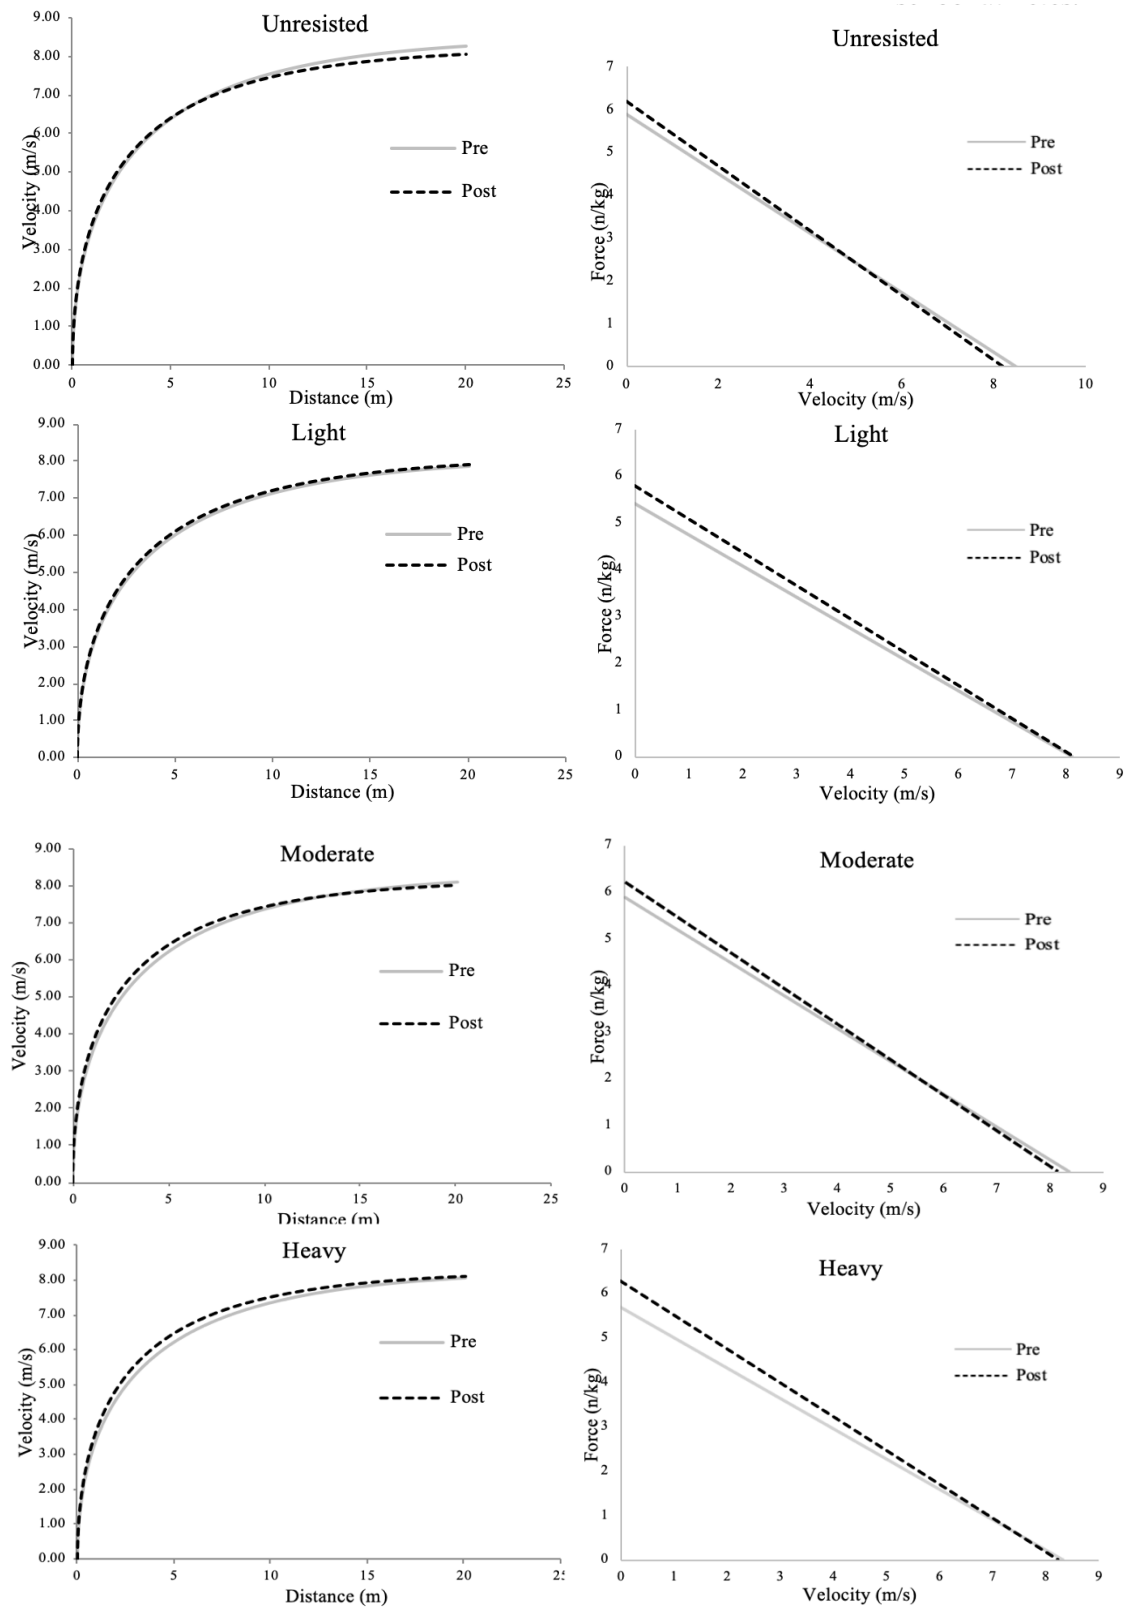 Unresisted
9.00
8.00
7.00
6.00
5.00
4.00
3.00
2.00
1.00
0.00
Velocity (m/s)
Pre
Post
0 5 10 15 20 25
Distance (m)
Unresisted
7
6
5
4
3
2
1
0
Force (n/kg)
Pre
Post
0 2 4 6 8 10
Velocity (m/s)
Light
9.00
8.00
7.00
6.00
5.00
4.00
3.00
2.00
1.00
0.00
Velocity (m/s)
Pre
Post
0 5 10 15 20 25
Distance (m)
Light
7
6
5
4
3
2
1
0
Force (n/kg)
Pre
Post
0 1 2 3 4 5 6 7 8 9
Velocity (m/s)
Moderate
9.00
8.00
7.00
6.00
5.00
4.00
3.00
2.00
1.00
0.00
Velocity (m/s)
Pre
Post
0 5 10 15 20 25
Distance (m)
Moderate
7
6
5
4
3
2
1
0
Force (n/kg)
Pre
Post
0 1 2 3 4 5 6 7 8 9
Velocity (m/s)
Heavy
9.00
8.00
7.00
6.00
5.00
4.00
3.00
2.00
1.00
0.00
Velocity (m/s)
Pre
Post
0 5 10 15 20 25
Distance (m)
Heavy
7
6
5
4
3
2
1
0
Force (n/kg)
Pre
Post
0 1 2 3 4 5 6 7 8 9
Velocity (m/s)